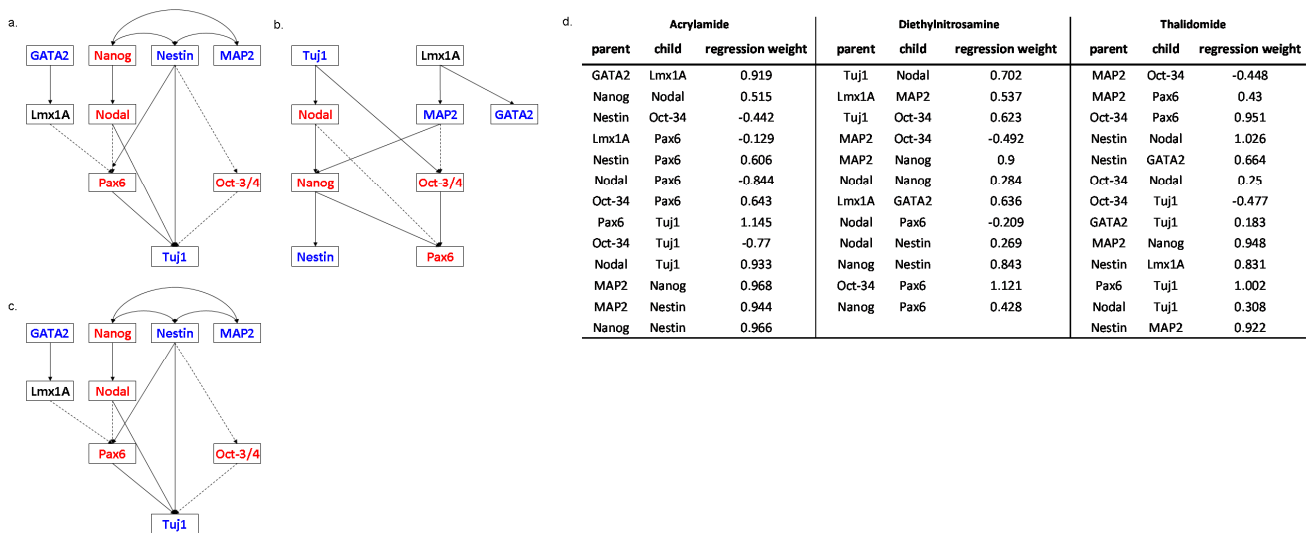 a.
GATA2 Nanog Nestin MAP2
Lmx1A Nodal
Pax6 Oct-3/4
Tuj1
b.
Tuj1 Lmx1A
Nodal MAP2 GATA2
Nanog Oct-3/4
Nestin Pax6
c.
GATA2 Nanog Nestin MAP2
Lmx1A Nodal
Pax6 Oct-3/4
Tuj1
d.
Acrylamide Diethylnitrosamine Thalidomide
parent child regression weight parent child regression weight parent child regression weight
GATA2 Lmx1A 0.919 Tuj1 Nodal 0.702 MAP2 Oct-34 -0.448
Nanog Nodal 0.515 Lmx1A MAP2 0.537 MAP2 Pax6 0.43
Nestin Oct-34 -0.442 Tuj1 Oct-34 0.623 Oct-34 Pax6 0.951
Lmx1A Pax6 -0.129 MAP2 Oct-34 -0.492 Nestin Nodal 1.026
Nestin Pax6 0.606 MAP2 Nanog 0.9 Nestin GATA2 0.664
Nodal Pax6 -0.844 Nodal Nanog 0.284 Oct-34 Nodal 0.25
Oct-34 Pax6 0.643 Lmx1A GATA2 0.636 Oct-34 Tuj1 -0.477
Pax6 Tuj1 1.145 Nodal Pax6 -0.209 GATA2 Tuj1 0.183
Oct-34 Tuj1 -0.77 Nodal Nestin 0.269 MAP2 Nanog 0.948
Nodal Tuj1 0.933 Nanog Nestin 0.843 Nestin Lmx1A 0.831
MAP2 Nanog 0.968 Oct-34 Pax6 1.121 Pax6 Tuj1 1.002
MAP2 Nestin 0.944 Nanog Pax6 0.428 Nodal Tuj1 0.308
Nanog Nestin 0.966 Nestin MAP2 0.922